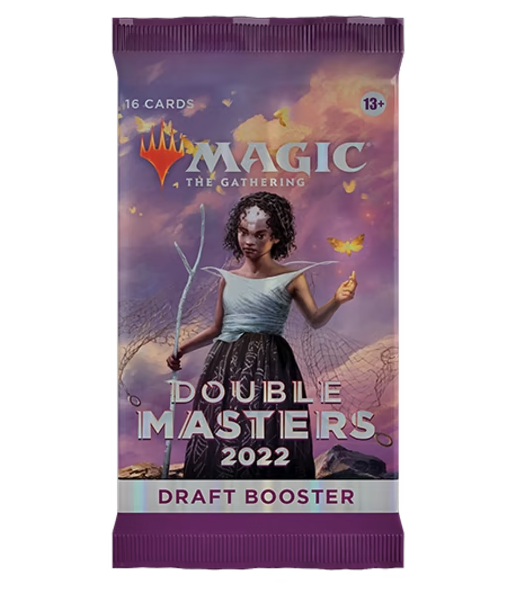 16 CARDS
13+
MAGIC
THE GATHERING
DOUBLE
MASTERS
2022
DRAFT BOOSTER